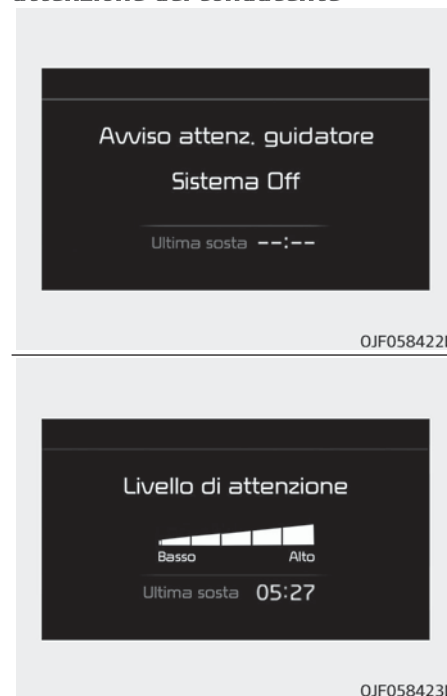 Avviso attenz. guidatore
Sistema Off
Ultima sosta --:--
OJF058422
Livello di attenzione
Basso Alto
Ultima sosta 05:27
OJF058423